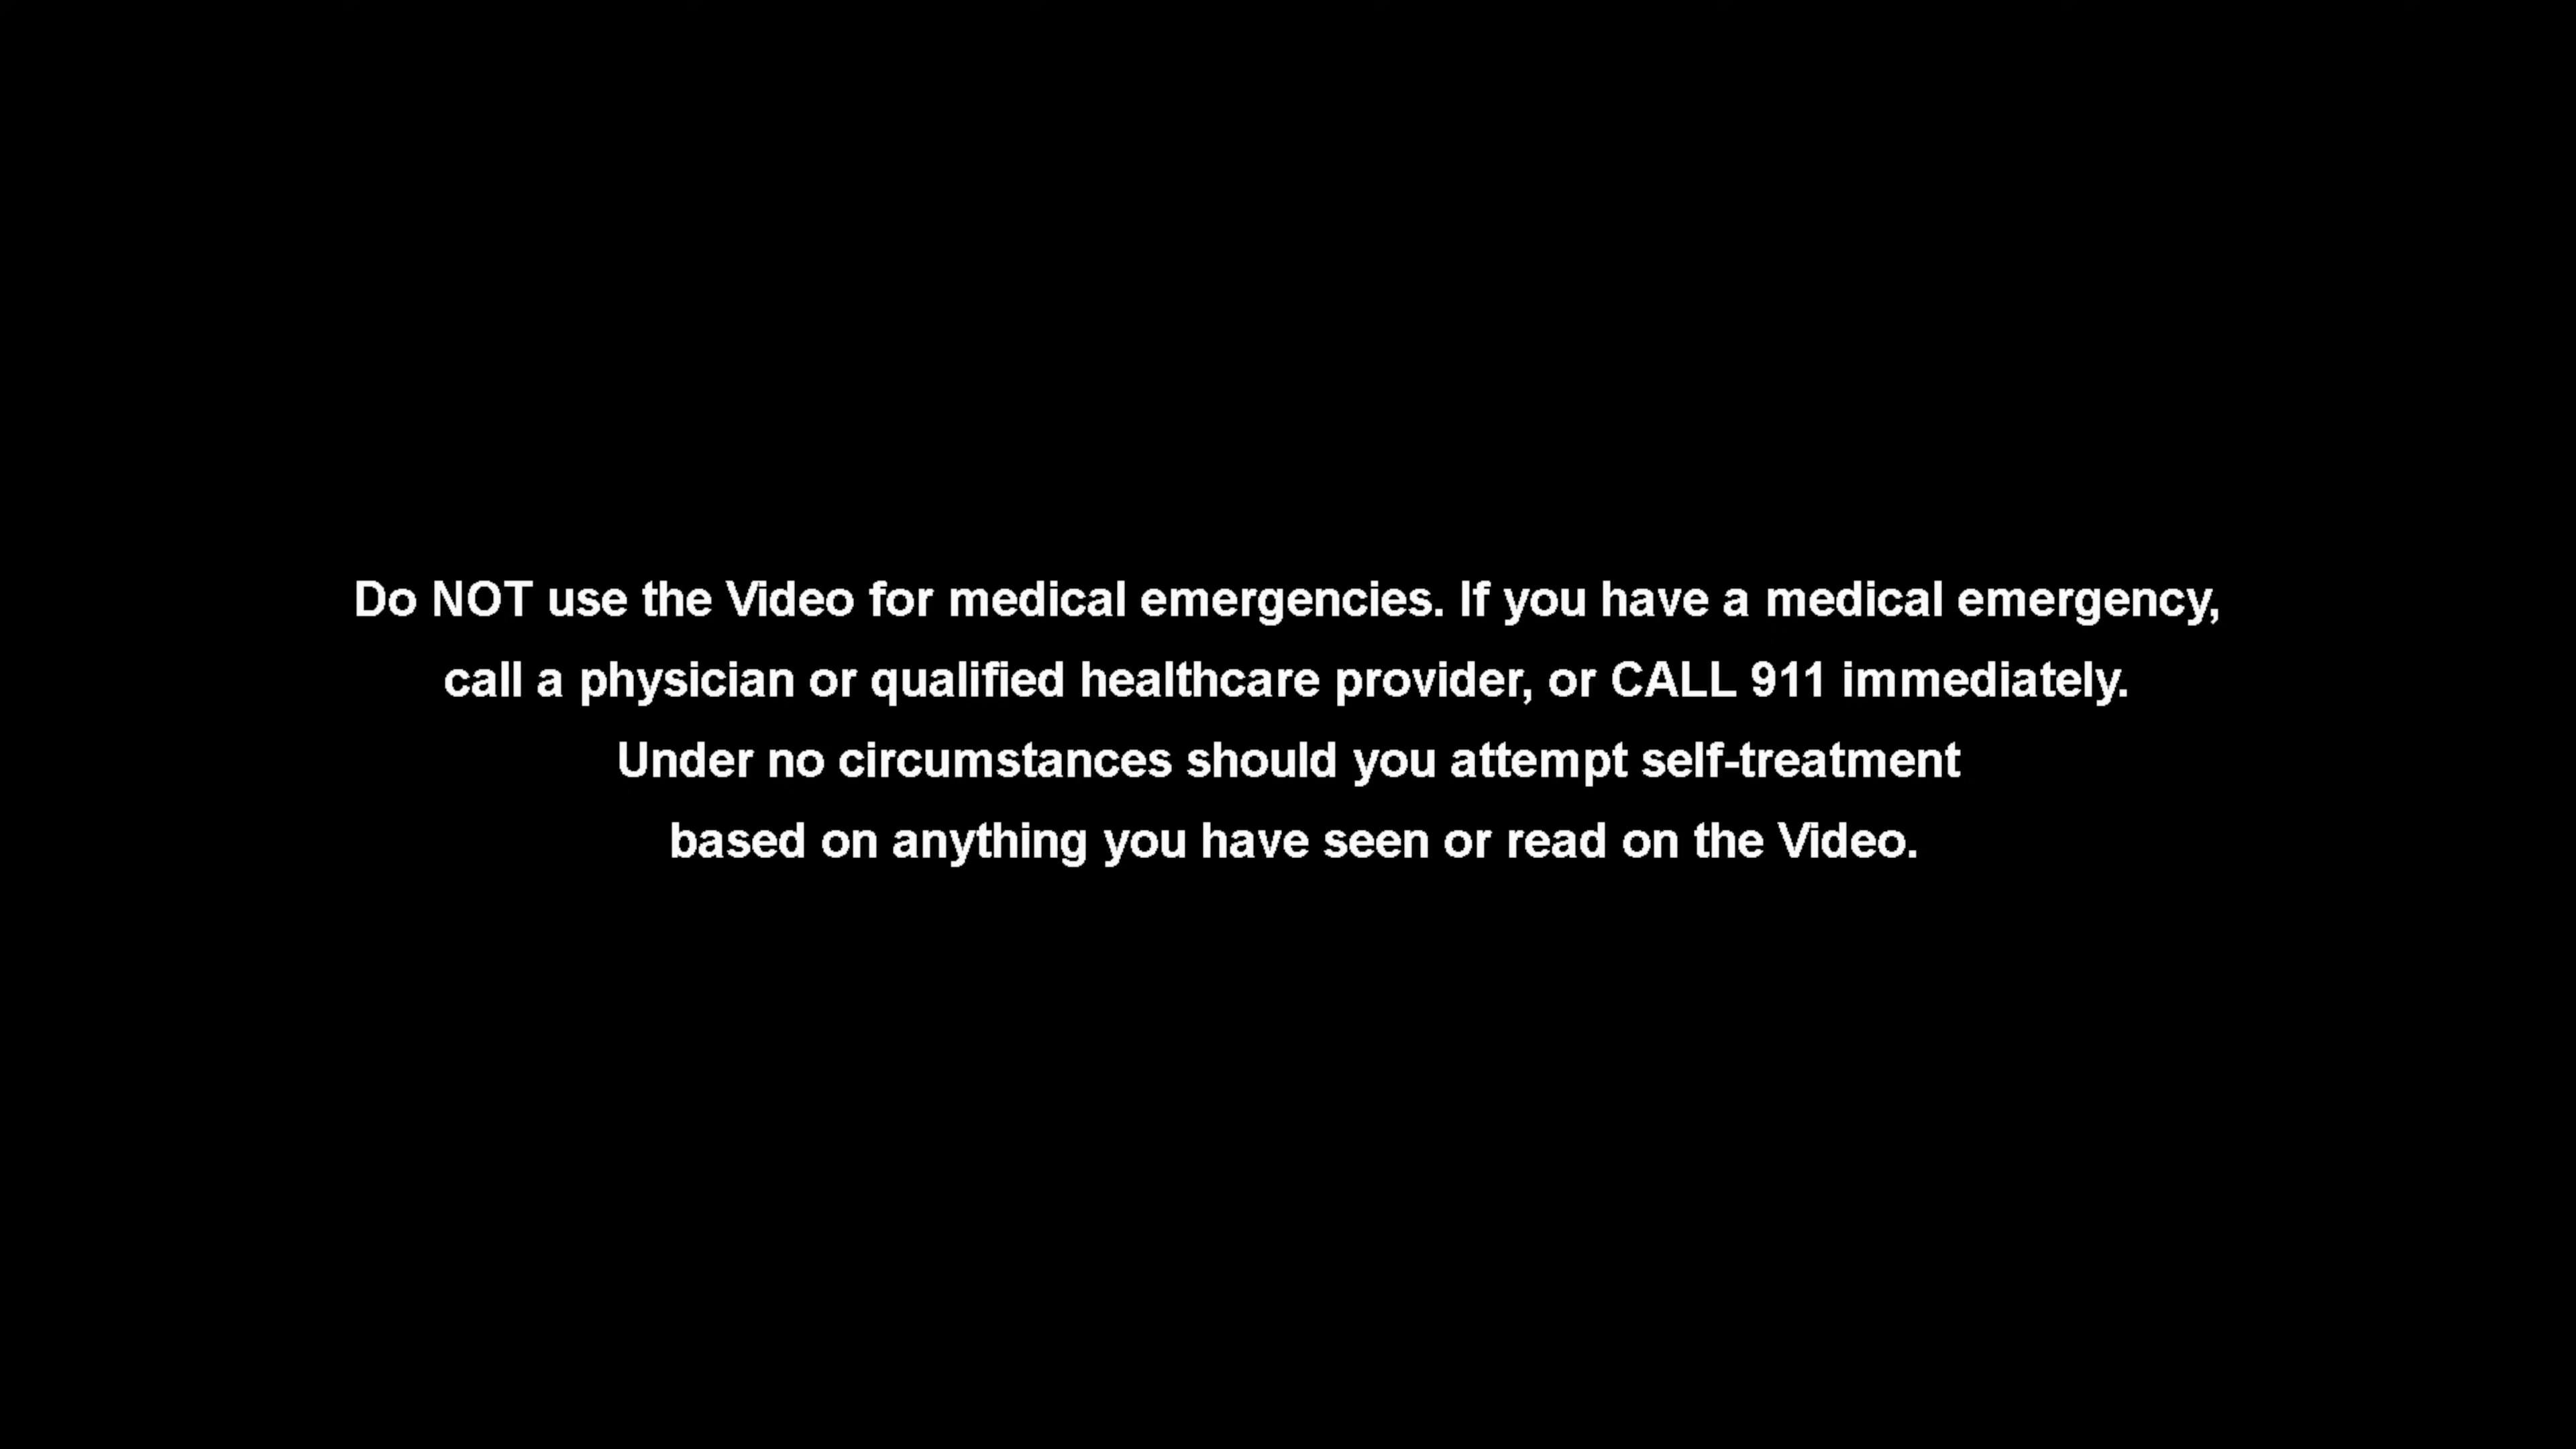 Do NOT use the Video for medical emergencies. If you have a medical emergency,
call a physician or qualified healthcare provider, or CALL 911 immediately.
Under no circumstances should you attempt self-treatment
based on anything you have seen or read on the Video.